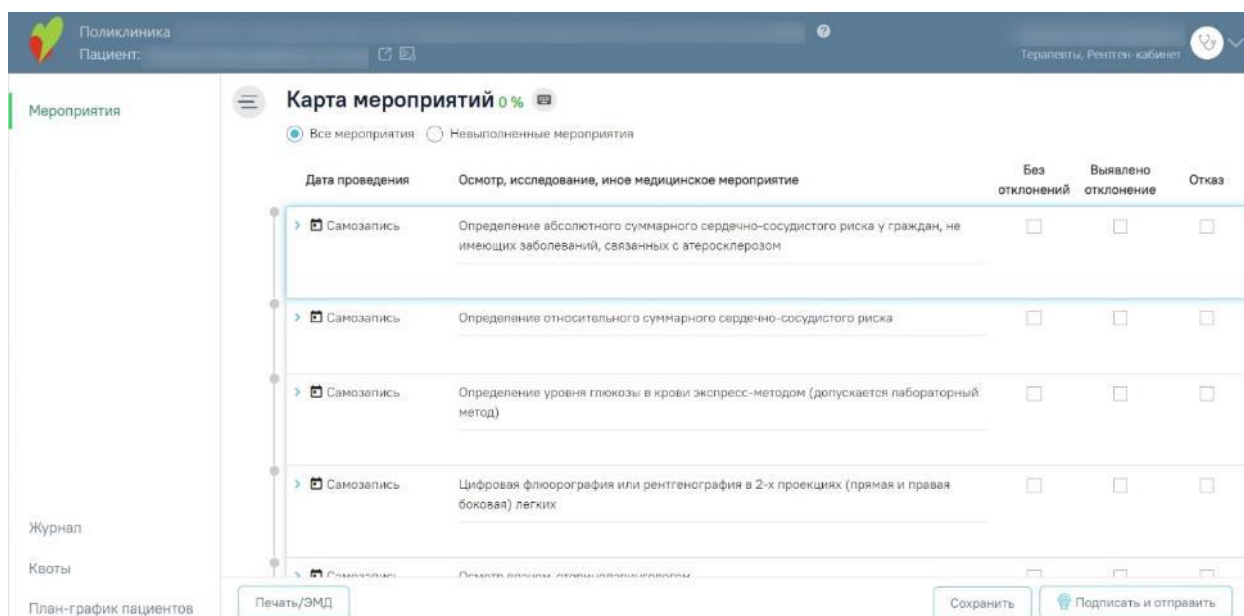 Поликлиника
Пациент:
Терапевты, Рентген-кабинет
Мероприятия
Карта мероприятий 0 %
Все мероприятия Невыполненные мероприятия
Дата проведения Осмотр, исследование, иное медицинское мероприятие Без отклонений Выявлено отклонение Отказ
Самозапись Определение абсолютного суммарного сердечно-сосудистого риска у граждан, не
имеющих заболеваний, связанных с атеросклерозом
Самозапись Определение относительного суммарного сердечно-сосудистого риска
Самозапись Определение уровня глюкозы в крови экспресс-методом (допускается лабораторный
метод)
Самозапись Цифровая флюорография или рентгенография в 2-х проекциях (прямая и правая
боковая) легких
Самозапись Осмотр врачом-оториноларингологом
Журнал
Квоты
План-график пациентов
Печать/ЭМД Сохранить Подписать и отправить